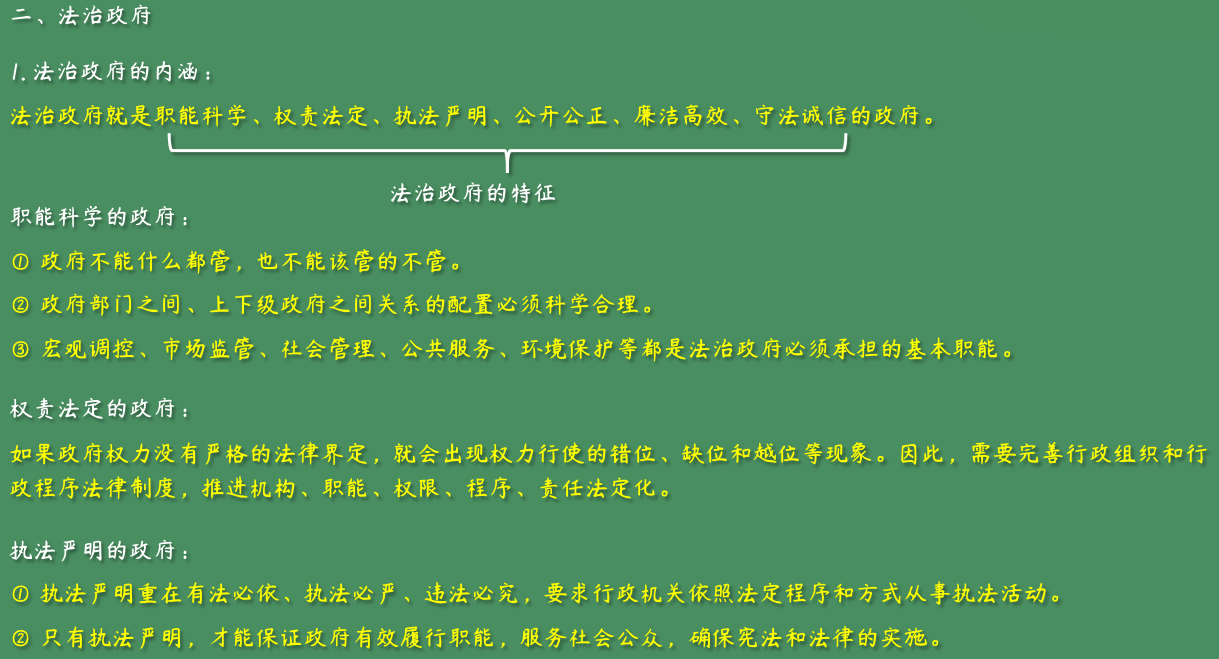 二、法治政府
1.法治政府的内涵：
法治政府就是职能科学、权责法定、执法严明、公开公正、廉洁高效、守法诚信的政府。
法治政府的特征
职能科学的政府：
① 政府不能什么都管，也不能该管的不管。
② 政府部门之间、上下级政府之间关系的配置必须科学合理。
③ 宏观调控、市场监管、社会管理、公共服务、环境保护等都是法治政府必须承担的基本职能。
权责法定的政府：
如果政府权力没有严格的法律界定，就会出现权力行使的错位、缺位和越位等现象。因此，需要完善行政组织和行
政程序法律制度，推进机构、职能、权限、程序、责任法定化。
执法严明的政府：
① 执法严明重在有法必依、执法必严、违法必究，要求行政机关依照法定程序和方式从事执法活动。
② 只有执法严明，才能保证政府有效履行职能，服务社会公众，确保宪法和法律的实施。